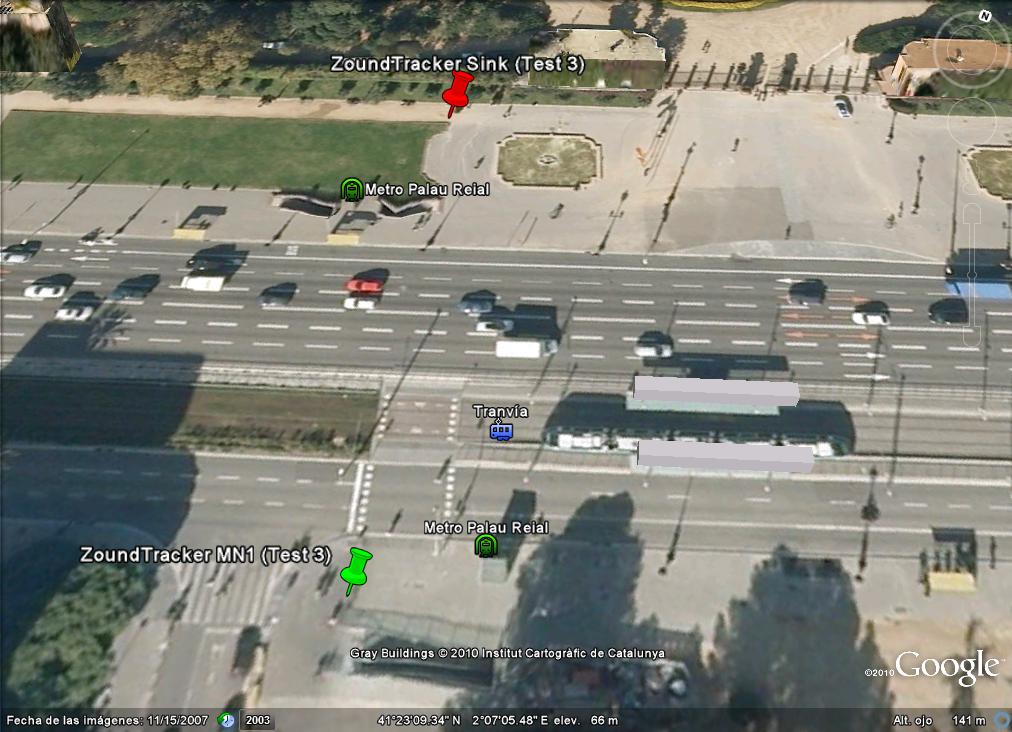 N
ZoundTracker Sink (Test 3)
Metro Palau Reial
Tranvía
Metro Palau Reial
ZoundTracker MN1 (Test 3)
Gray Buildings © 2010 Institut Cartogràfic de Catalunya
©2010 Google™
Fecha de las imágenes: 11/15/2007 2003 41°23'09.34" N 2°07'05.48" E elev. 66 m Alt. ojo 141 m